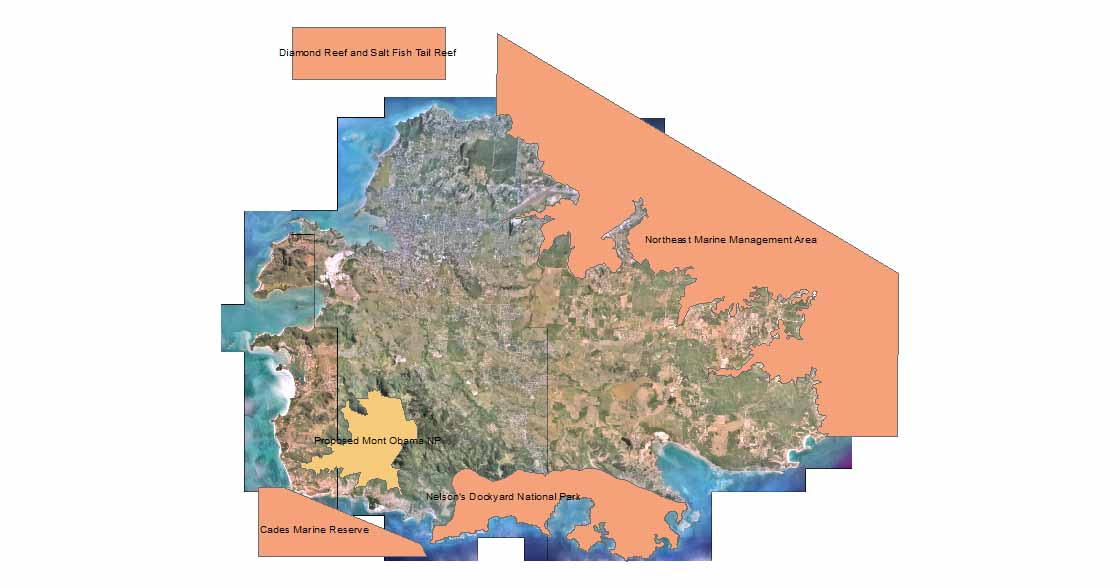 Diamond Reef and Salt Fish Tail Reef
Northeast Marine Management Area
Proposed Mont Obama NP
Nelson's Dockyard National Park
Cades Marine Reserve